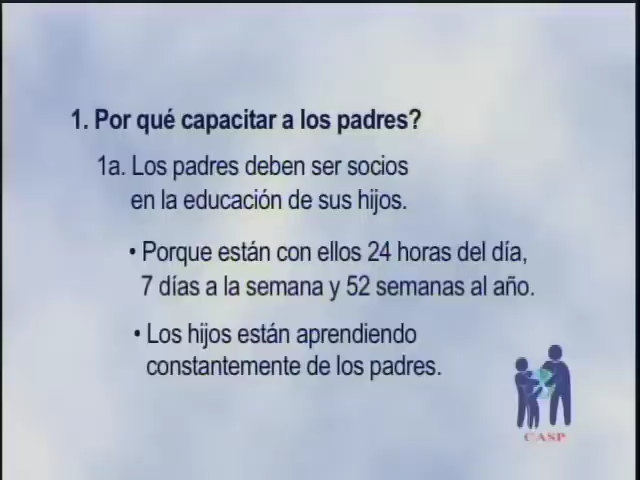 1. Por qué capacitar a los padres?
1a. Los padres deben ser socios
en la educación de sus hijos.
• Porque están con ellos 24 horas del día,
7 días a la semana y 52 semanas al año.
• Los hijos están aprendiendo
constantemente de los padres.
CASP